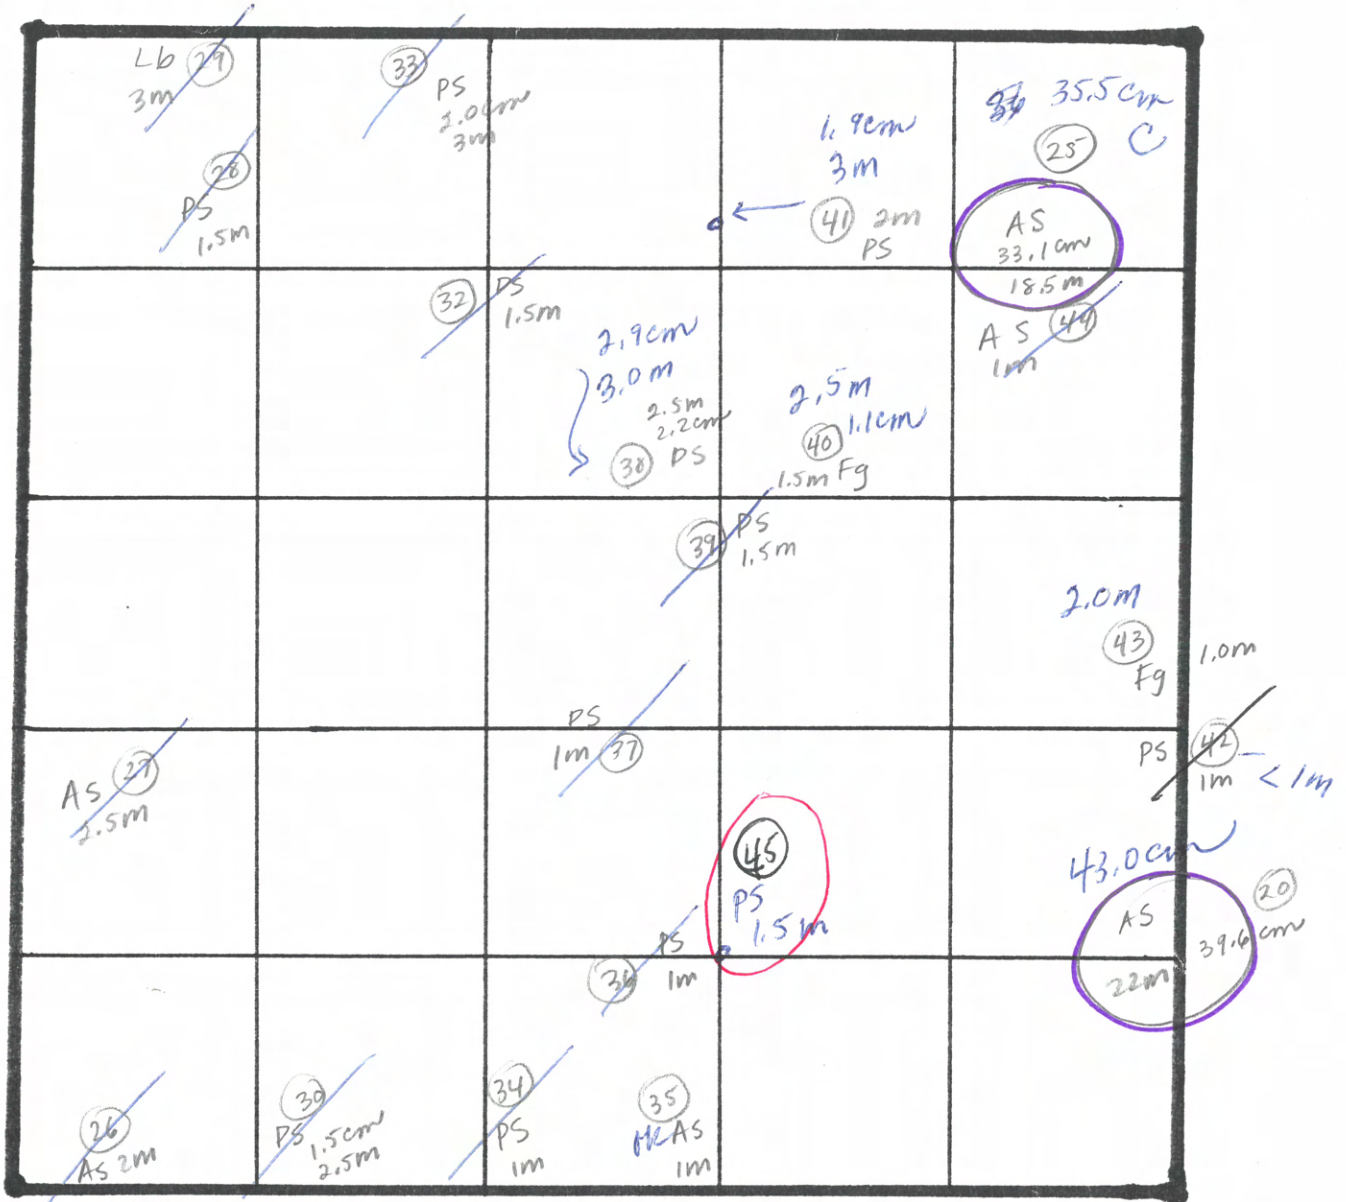 Lb 29
3m
33
PS
2.0cm
3m
28
PS
1.5m
1.9cm
3m
41 2m
PS
35.5cm
25 C
AS
33.1cm
18.5m
32 PS
1.5m
2.9cm
3.0m
2.5m
2.2cm
38 PS
2.5m
1.1cm
40
1.5m Fg
AS 44
1m
39 PS
1.5m
2.0m
43 1.0m
Fg
PS
1m 37
PS 42
1m <1m
AS 27
2.5m
45
PS
1.5m
43.0cm
20
AS
39.6cm
22m
PS
36 1m
26
AS 2m
30
PS
1.5cm
2.5m
34
PS
1m
35
AS
1m